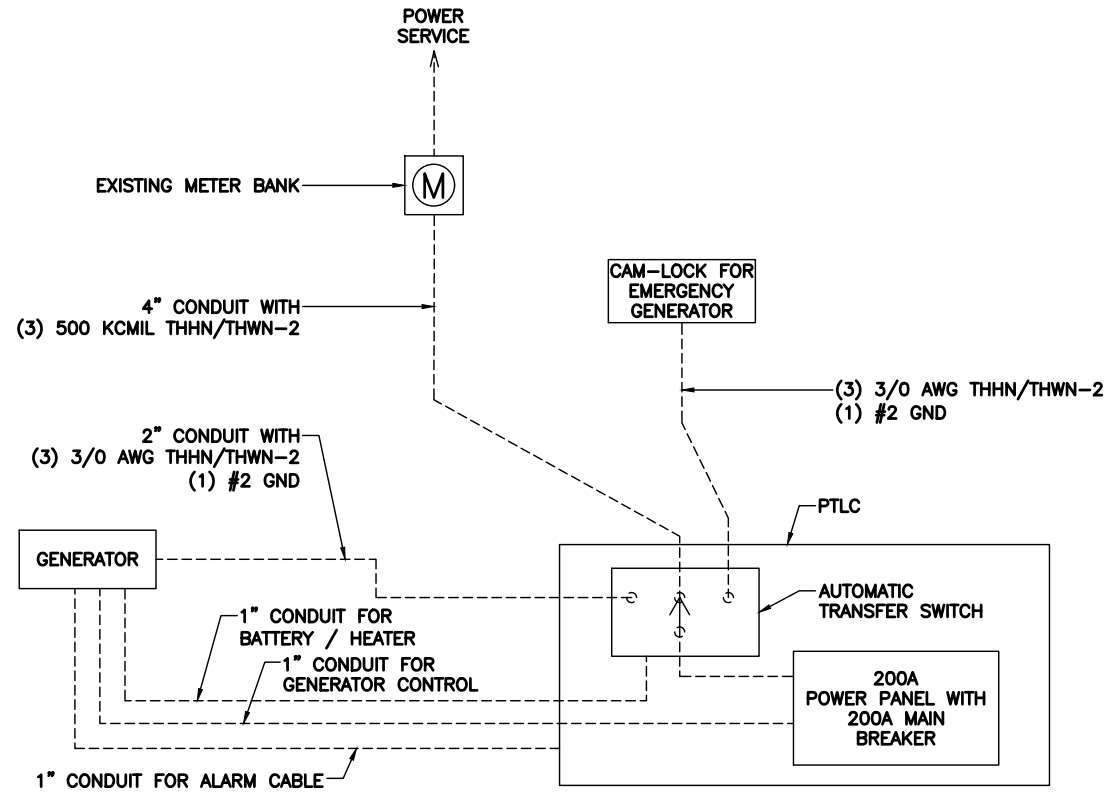 POWER
SERVICE
EXISTING METER BANK
M
4" CONDUIT WITH
(3) 500 KCMIL THHN/THWN-2
CAM-LOCK FOR
EMERGENCY
GENERATOR
(3) 3/0 AWG THHN/THWN-2
(1) #2 GND
2" CONDUIT WITH
(3) 3/0 AWG THHN/THWN-2
(1) #2 GND
PTLC
GENERATOR
AUTOMATIC
TRANSFER SWITCH
1" CONDUIT FOR
BATTERY / HEATER
1" CONDUIT FOR
GENERATOR CONTROL
200A
POWER PANEL WITH
200A MAIN
BREAKER
1" CONDUIT FOR ALARM CABLE